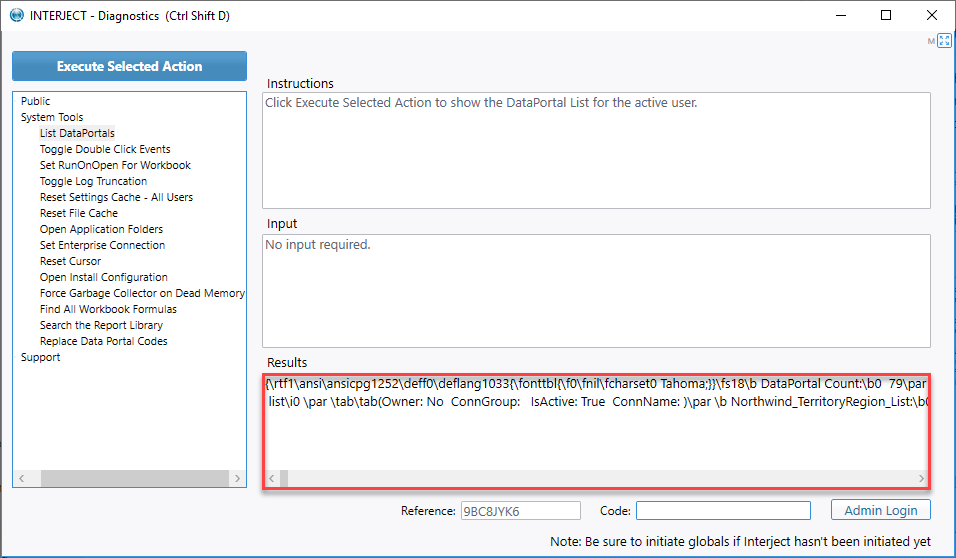 INTERJECT - Diagnostics (Ctrl Shift D)
M
Execute Selected Action
Public
System Tools
List DataPortals
Toggle Double Click Events
Set RunOnOpen For Workbook
Toggle Log Truncation
Reset Settings Cache - All Users
Reset File Cache
Open Application Folders
Set Enterprise Connection
Reset Cursor
Open Install Configuration
Force Garbage Collector on Dead Memory
Find All Workbook Formulas
Search the Report Library
Replace Data Portal Codes
Support
Instructions
Click Execute Selected Action to show the DataPortal List for the active user.
Input
No input required.
Results
{\rtf1\ansi\ansicpg1252\deff0\deflang1033{\fonttbl{\f0\fnil\fcharset0 Tahoma;}}\fs18\b DataPortal Count:\b0  79\par
list\i0 \par \tab\tab(Owner: No  ConnGroup:   IsActive: True  ConnName: )\par \b Northwind_TerritoryRegion_List:\b0
Reference: 9BC8JYK6 Code: Admin Login
Note: Be sure to initiate globals if Interject hasn't been initiated yet